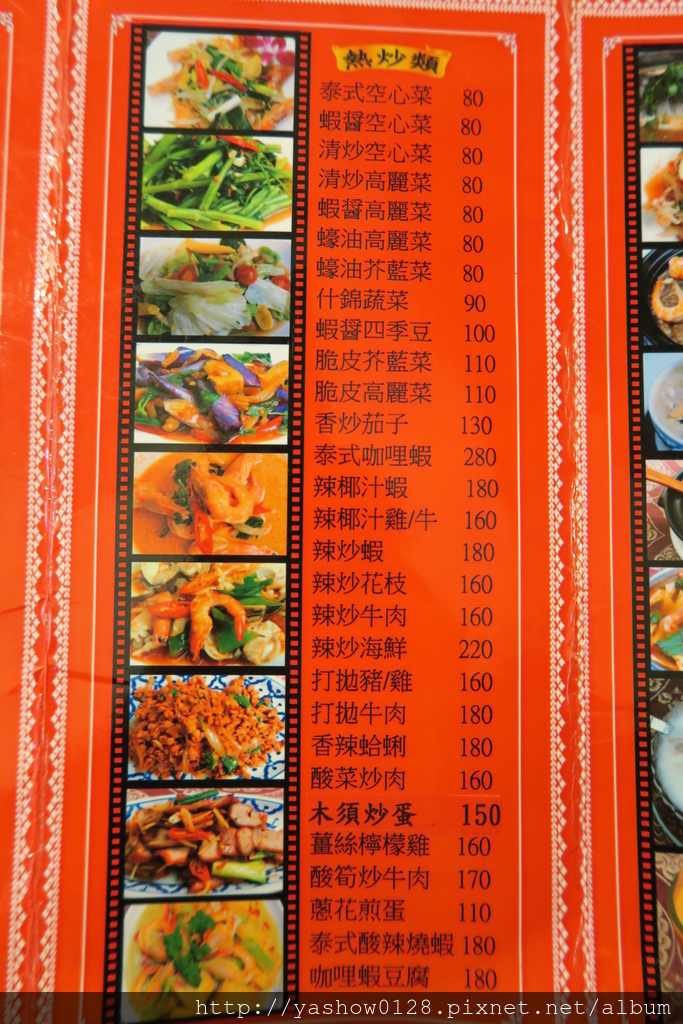 熱炒類
泰式空心菜 80
蝦醬空心菜 80
清炒空心菜 80
清炒高麗菜 80
蝦醬高麗菜 80
蠔油高麗菜 80
蠔油芥藍菜 80
什錦蔬菜 90
蝦醬四季豆 100
脆皮芥藍菜 110
脆皮高麗菜 110
香炒茄子 130
泰式咖哩蝦 280
辣椰汁蝦 180
辣椰汁雞/牛 160
辣炒蝦 180
辣炒花枝 160
辣炒牛肉 160
辣炒海鮮 220
打拋豬/雞 160
打拋牛肉 180
香辣蛤蜊 180
酸菜炒肉 160
木須炒蛋 150
薑絲檸檬雞 160
酸筍炒牛肉 170
蔥花煎蛋 110
泰式酸辣燒蝦 180
咖哩蝦豆腐 180
http://yashow0128.pixnet.net/album